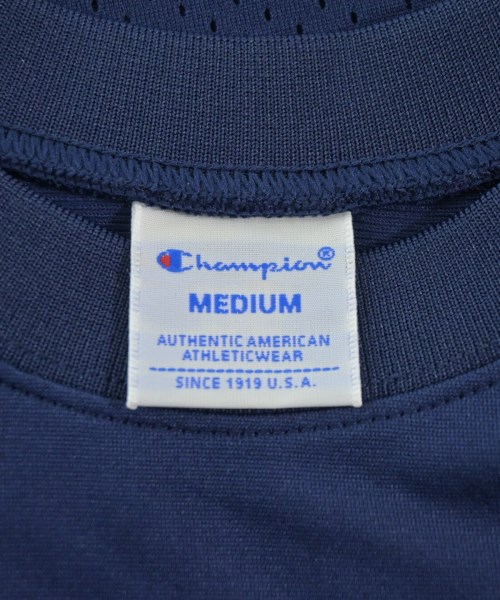 Champion®
MEDIUM
AUTHENTIC AMERICAN
ATHLETICWEAR
SINCE 1919 U.S.A.